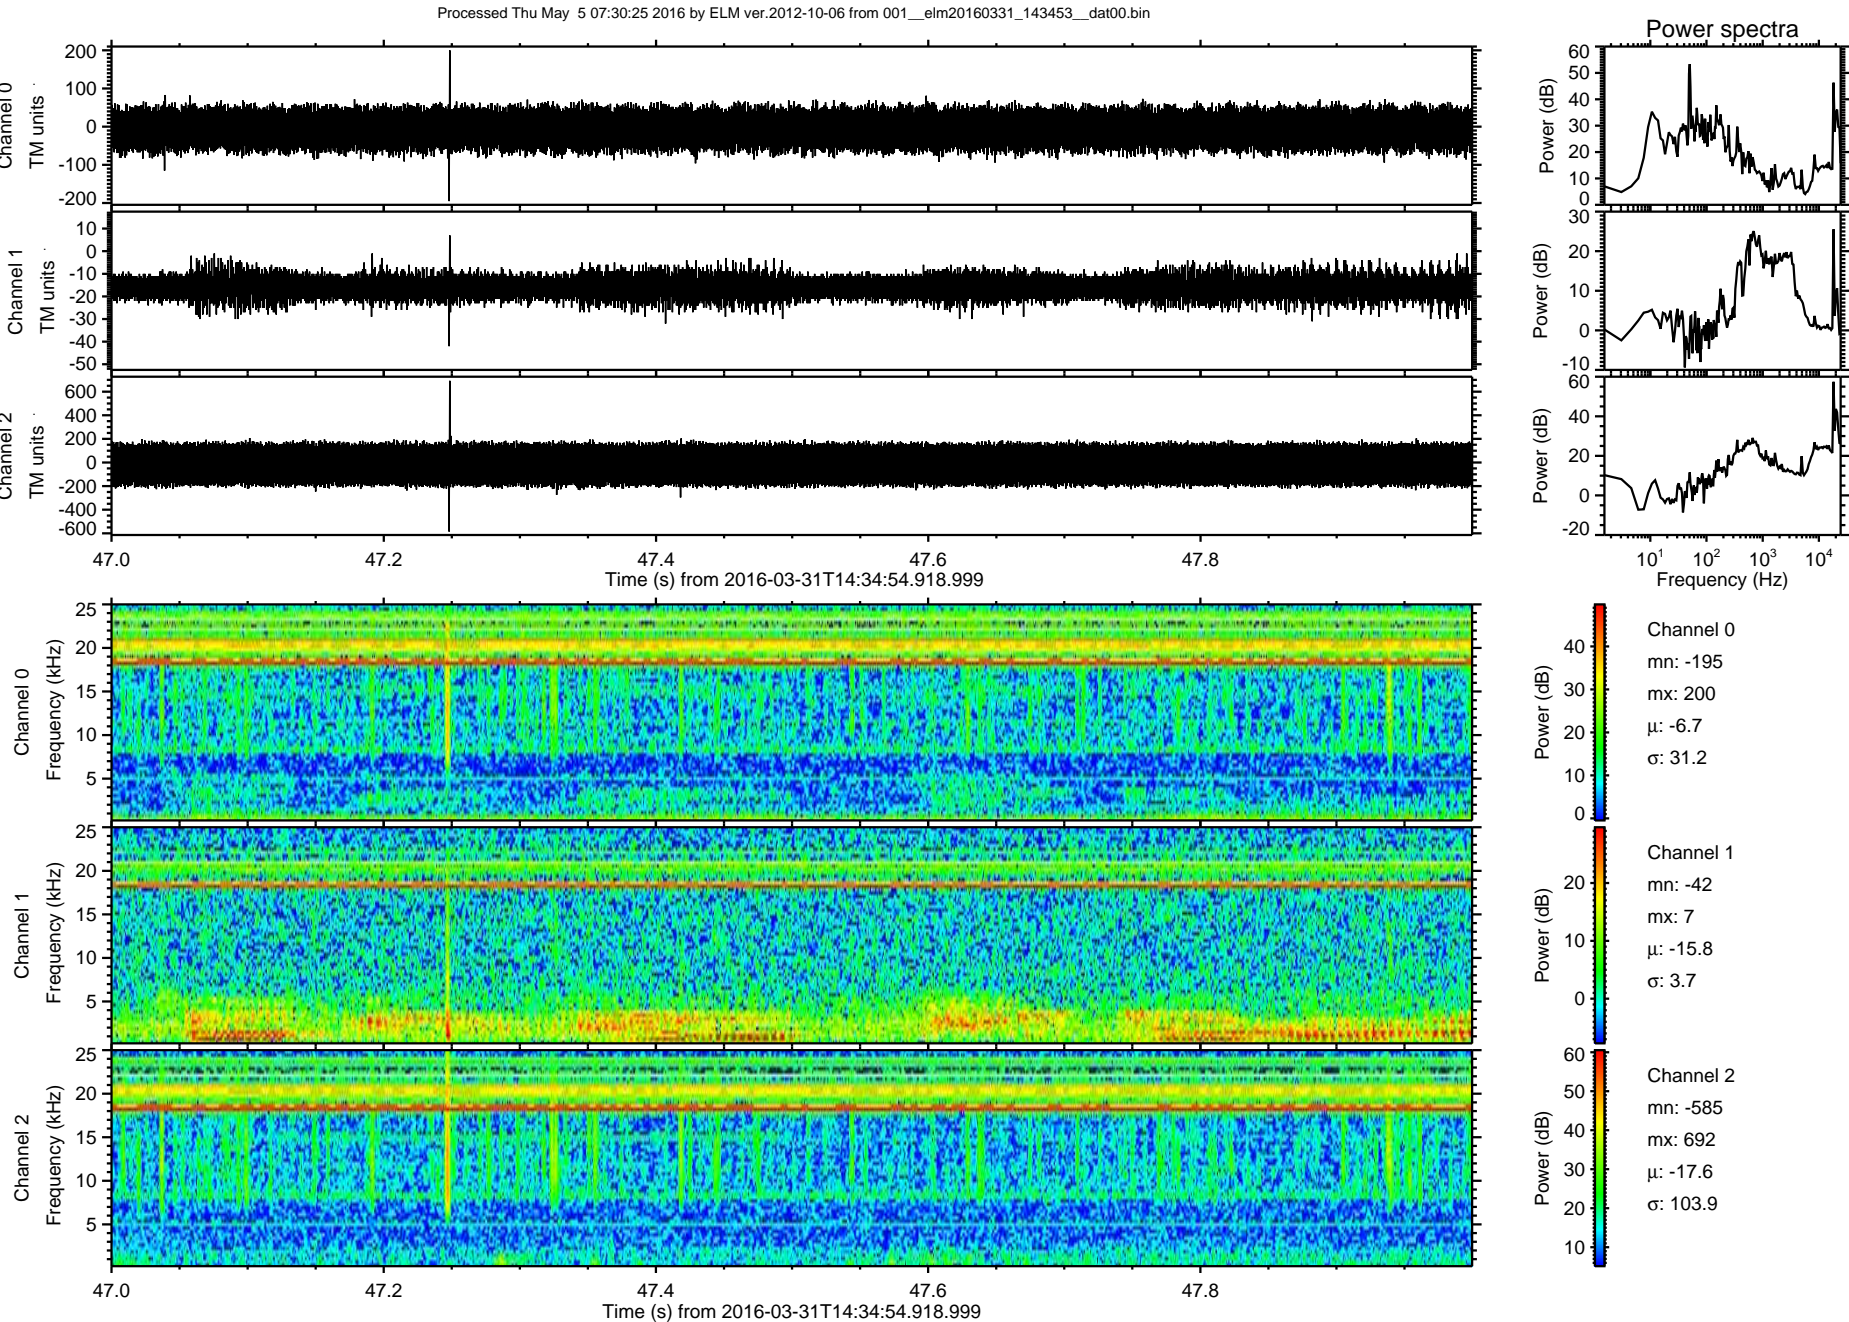 Processed Thu May  5 07:30:25 2016 by ELM ver.2012-10-06 from 001__elm20160331_143453__dat00.bin
Power spectra
Channel 0
TM units
200
100
0
-100
-200
Power (dB)
60
50
40
30
20
10
0
Channel 1
TM units
10
0
-10
-20
-30
-40
-50
Power (dB)
30
20
10
0
-10
Channel 2
TM units
600
400
200
0
-200
-400
-600
Power (dB)
60
40
20
0
-20
47.0 47.2 47.4 47.6 47.8
Time (s) from 2016-03-31T14:34:54.918.999
10¹ 10² 10³ 10⁴
Frequency (Hz)
Channel 0
Frequency (kHz)
25
20
15
10
5
Power (dB)
40
30
20
10
0
Channel 0
mn: -195
mx: 200
μ: -6.7
σ: 31.2
Channel 1
Frequency (kHz)
25
20
15
10
5
Power (dB)
20
10
0
Channel 1
mn: -42
mx: 7
μ: -15.8
σ: 3.7
Channel 2
Frequency (kHz)
25
20
15
10
5
Power (dB)
60
50
40
30
20
10
Channel 2
mn: -585
mx: 692
μ: -17.6
σ: 103.9
47.0 47.2 47.4 47.6 47.8
Time (s) from 2016-03-31T14:34:54.918.999